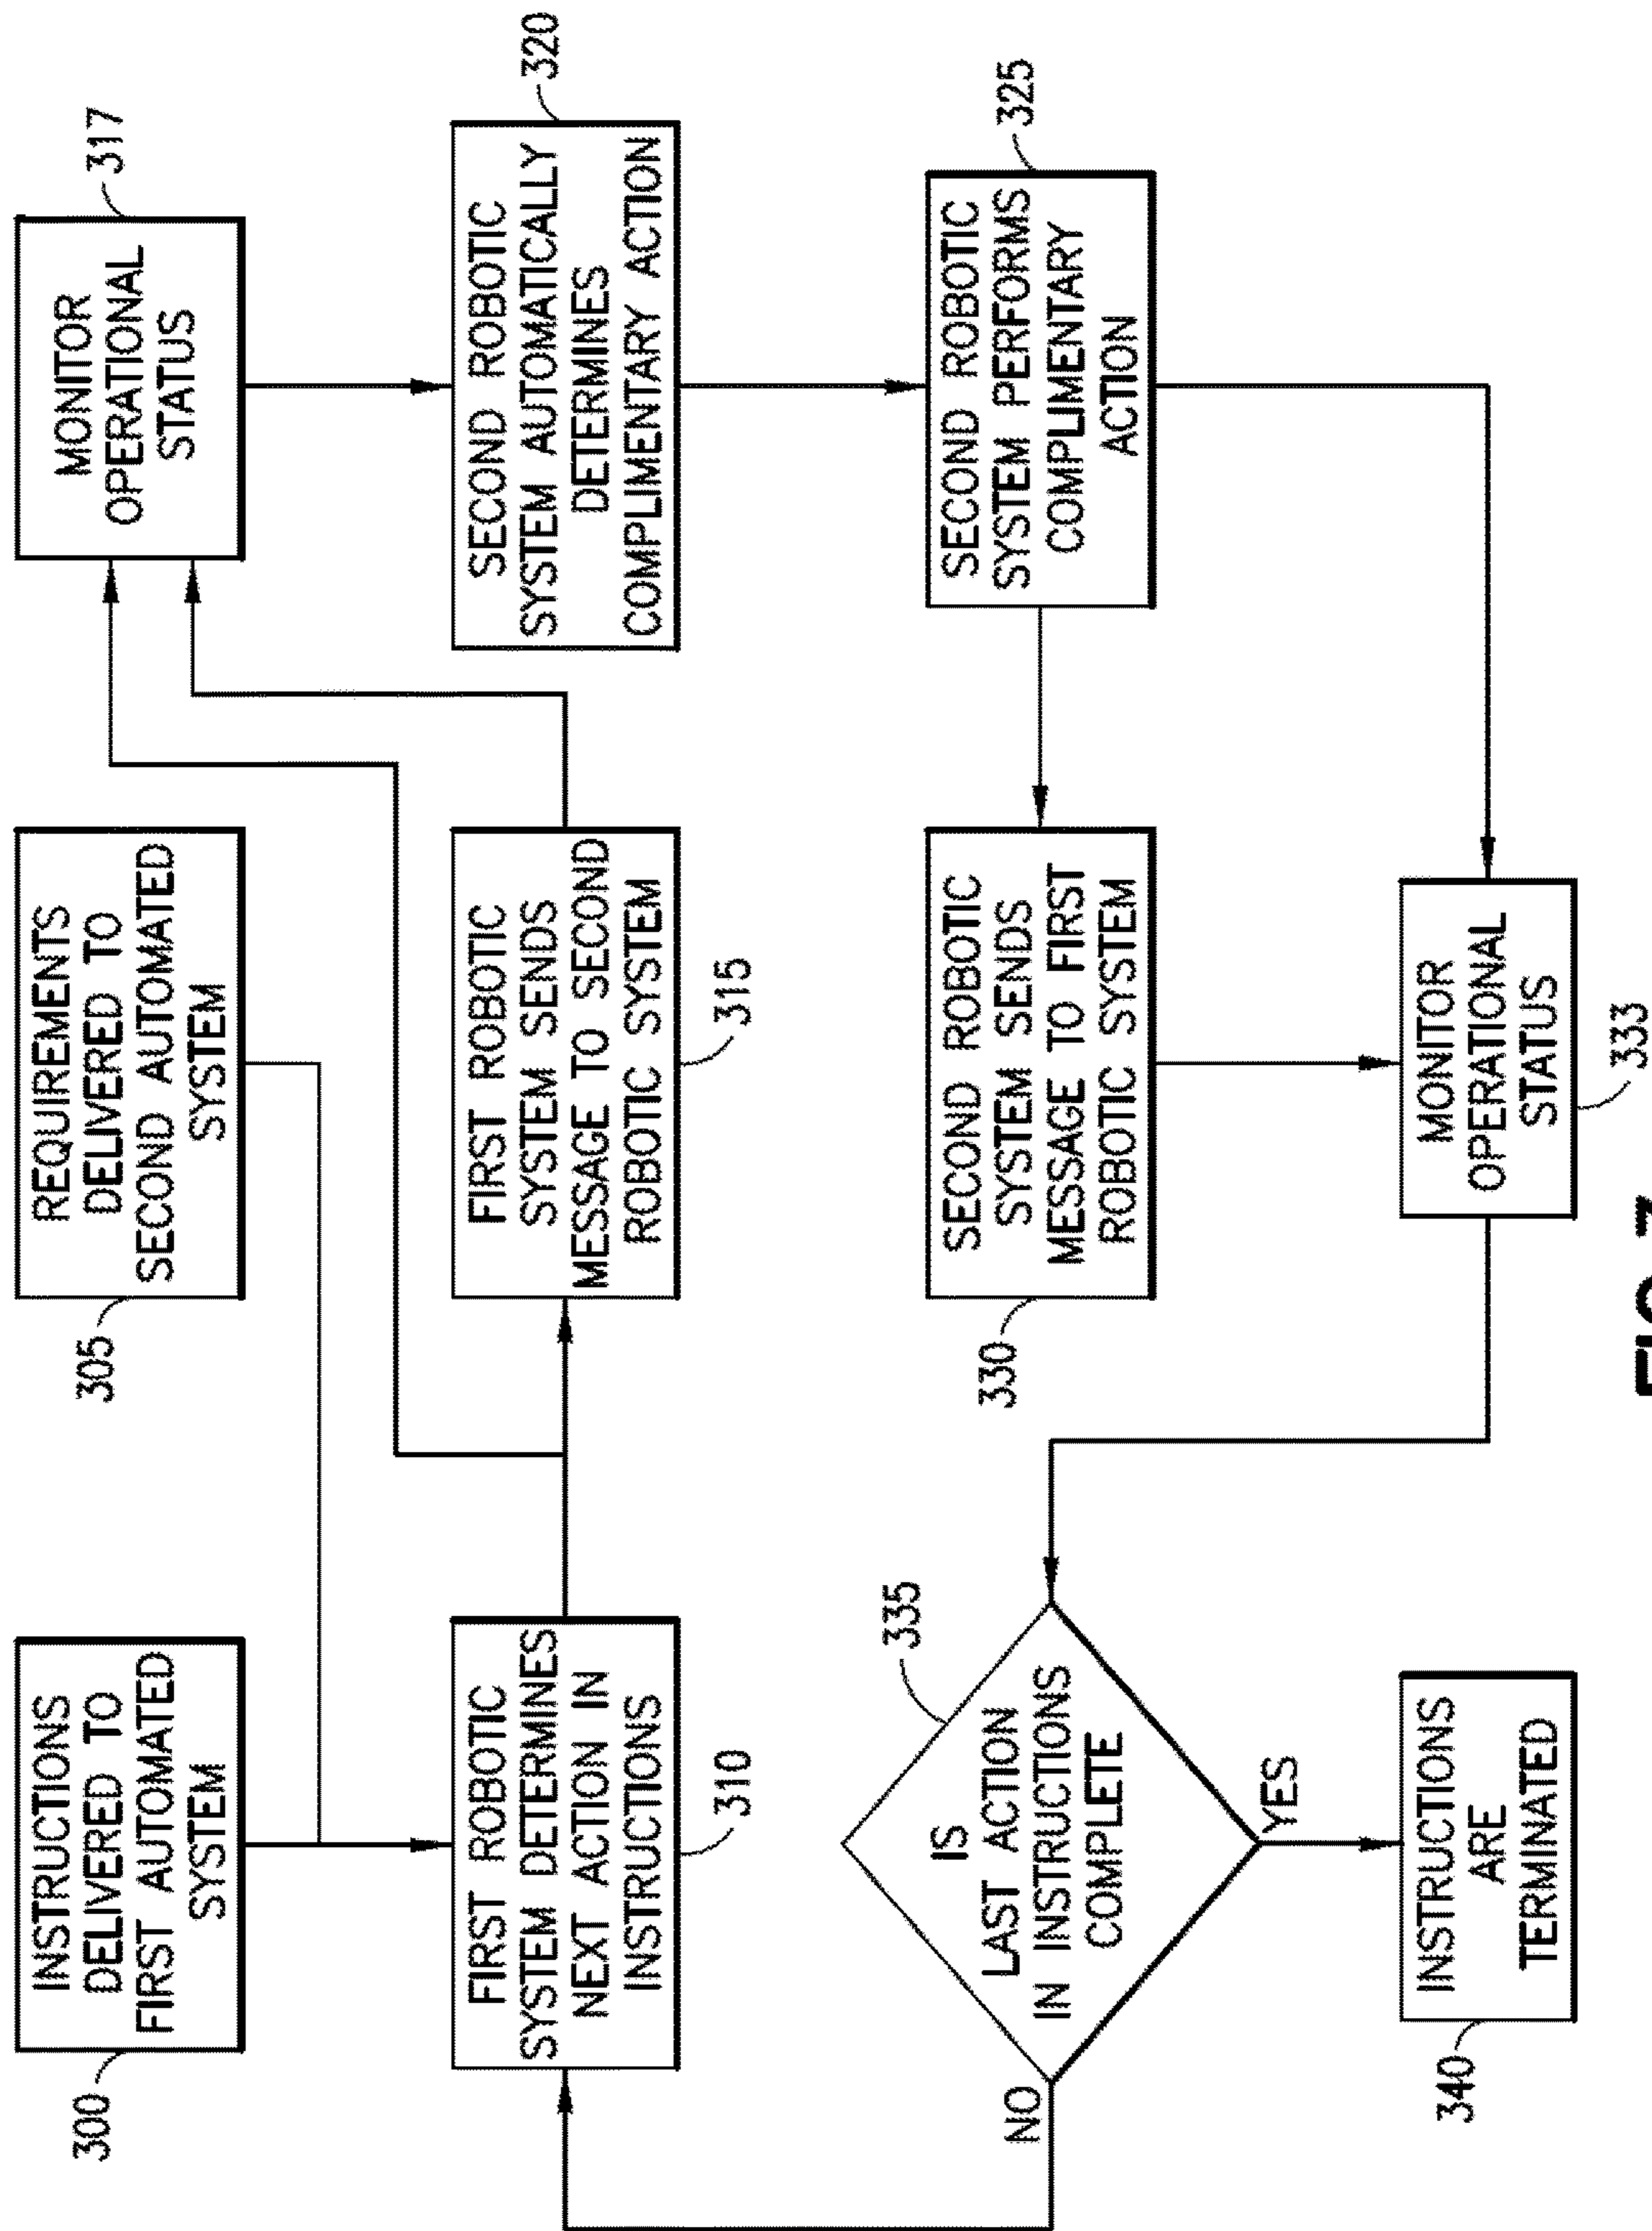 INSTRUCTIONS
DELIVERED TO
FIRST AUTOMATED
SYSTEM
300
REQUIREMENTS
DELIVERED TO
SECOND AUTOMATED
SYSTEM
305
MONITOR
OPERATIONAL
STATUS
317
FIRST ROBOTIC
SYSTEM DETERMINES
NEXT ACTION IN
INSTRUCTIONS
310
FIRST ROBOTIC
SYSTEM SENDS
MESSAGE TO SECOND
ROBOTIC SYSTEM
315
SECOND ROBOTIC
SYSTEM AUTOMATICALLY
DETERMINES
COMPLIMENTARY ACTION
320
IS
LAST ACTION
IN INSTRUCTIONS
COMPLETE
335
NO
YES
SECOND ROBOTIC
SYSTEM SENDS
MESSAGE TO FIRST
ROBOTIC SYSTEM
330
SECOND ROBOTIC
SYSTEM PERFORMS
COMPLIMENTARY
ACTION
325
INSTRUCTIONS
ARE
TERMINATED
340
MONITOR
OPERATIONAL
STATUS
333